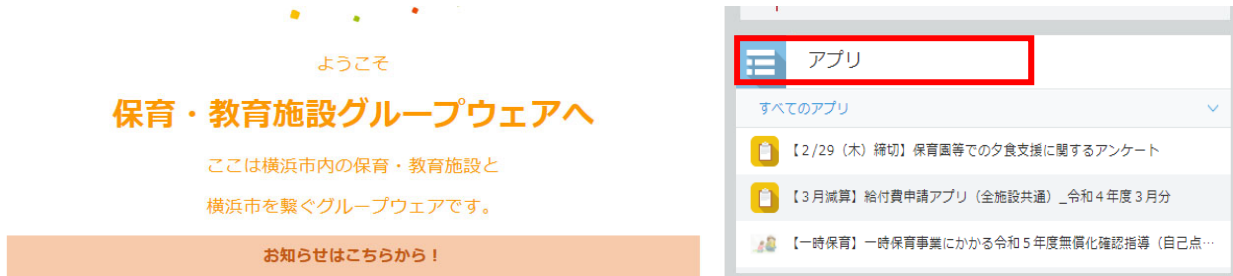 ようこそ
保育・教育施設グループウェアへ
ここは横浜市内の保育・教育施設と
横浜市を繋ぐグループウェアです。
お知らせはこちらから！
アプリ
すべてのアプリ
【2/29（木）締切】保育園等での夕食支援に関するアンケート
【３月減算】給付費申請アプリ（全施設共通）_令和４年度３月分
【一時保育】一時保育事業にかかる令和５年度無償化確認指導（自己点…